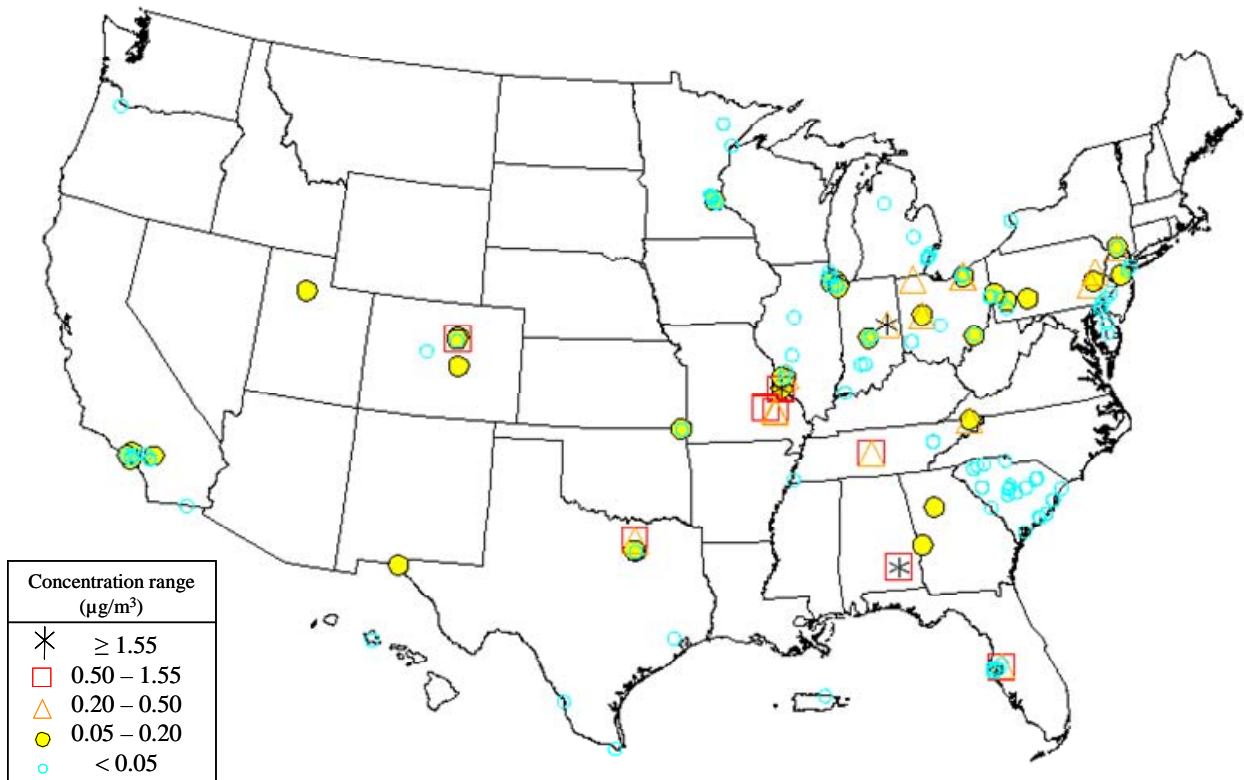 Concentration range
(µg/m³)
≥ 1.55
0.50 – 1.55
0.20 – 0.50
0.05 – 0.20
< 0.05